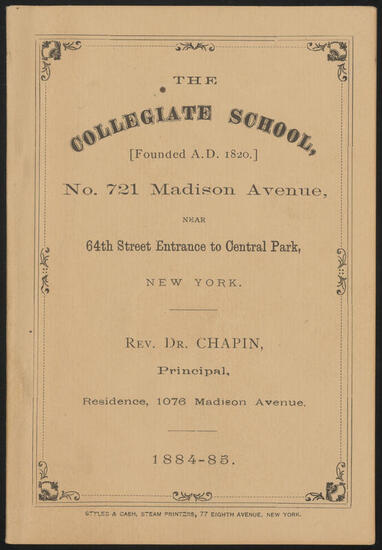 THE
COLLEGIATE SCHOOL,
[Founded A.D. 1820.]
No. 721 Madison Avenue,
NEAR
64th Street Entrance to Central Park,
NEW YORK.
REV. DR. CHAPIN,
Principal,
Residence, 1076 Madison Avenue.
1884-85.
STYLES & CASH, STEAM PRINTERS, 77 EIGHTH AVENUE, NEW YORK.